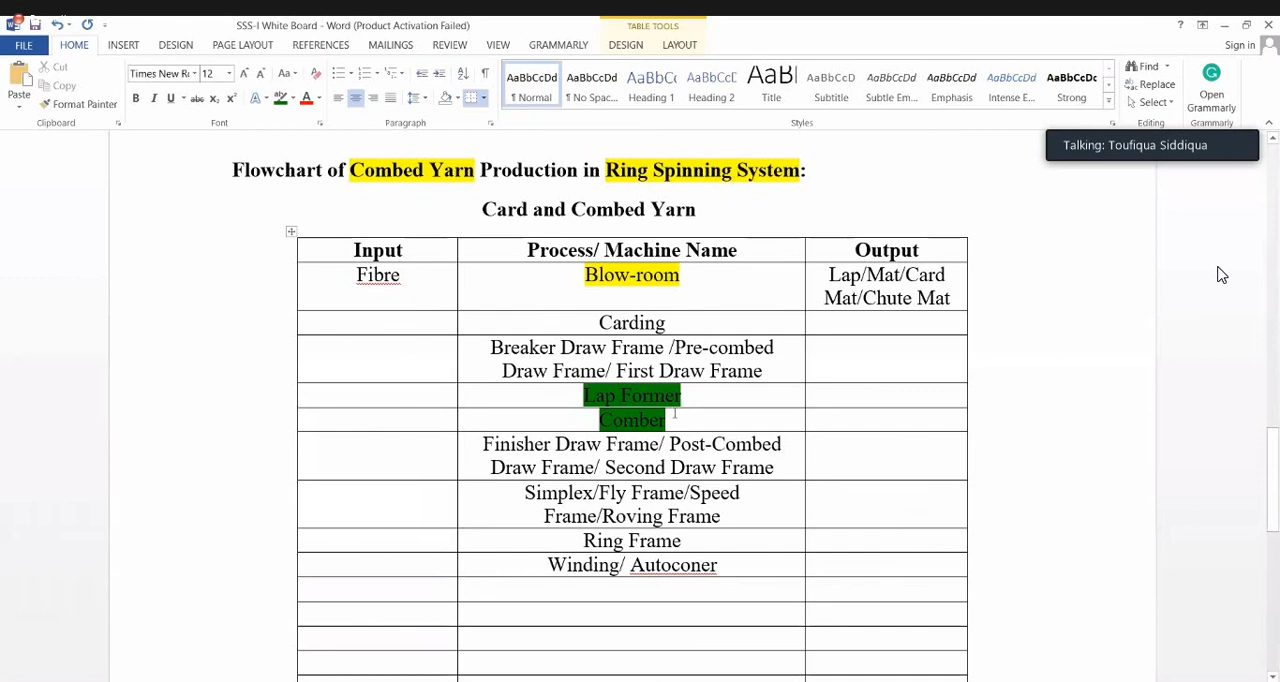 SSS-I White Board - Word (Product Activation Failed)
TABLE TOOLS
FILE
HOME
INSERT
DESIGN
PAGE LAYOUT
REFERENCES
MAILINGS
REVIEW
VIEW
GRAMMARLY
DESIGN
LAYOUT
Sign in
Paste
Cut
Copy
Format Painter
Clipboard
Times New Ro
12
Font
Paragraph
AaBbCcDd
¶ Normal
AaBbCcDd
¶ No Spac...
AaBbCc
Heading 1
AaBbCcD
Heading 2
AaBb
Title
AaBbCcD
Subtitle
AaBbCcDd
Subtle Em...
AaBbCcDd
Emphasis
AaBbCcDd
Intense E...
AaBbCcDc
Strong
Styles
Find
Replace
Select
Editing
Open
Grammarly
Grammarly
Talking: Toufiqua Siddiqua
Flowchart of Combed Yarn Production in Ring Spinning System:
Card and Combed Yarn
Input Process/ Machine Name Output
Fibre Blow-room Lap/Mat/Card
Mat/Chute Mat
Carding
Breaker Draw Frame /Pre-combed
Draw Frame/ First Draw Frame
Lap Former
Comber
Finisher Draw Frame/ Post-Combed
Draw Frame/ Second Draw Frame
Simplex/Fly Frame/Speed
Frame/Roving Frame
Ring Frame
Winding/ Autoconer